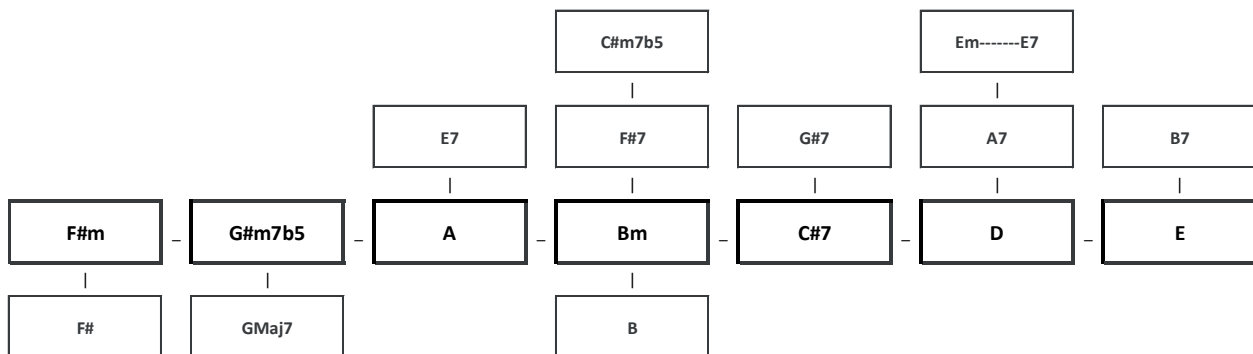 C#m7b5 Em-------E7
| |
E7 F#7 G#7 A7 B7
| | | | |
F#m _ G#m7b5 _ A _ Bm _ C#7 _ D _ E
| | |
F# GMaj7 B